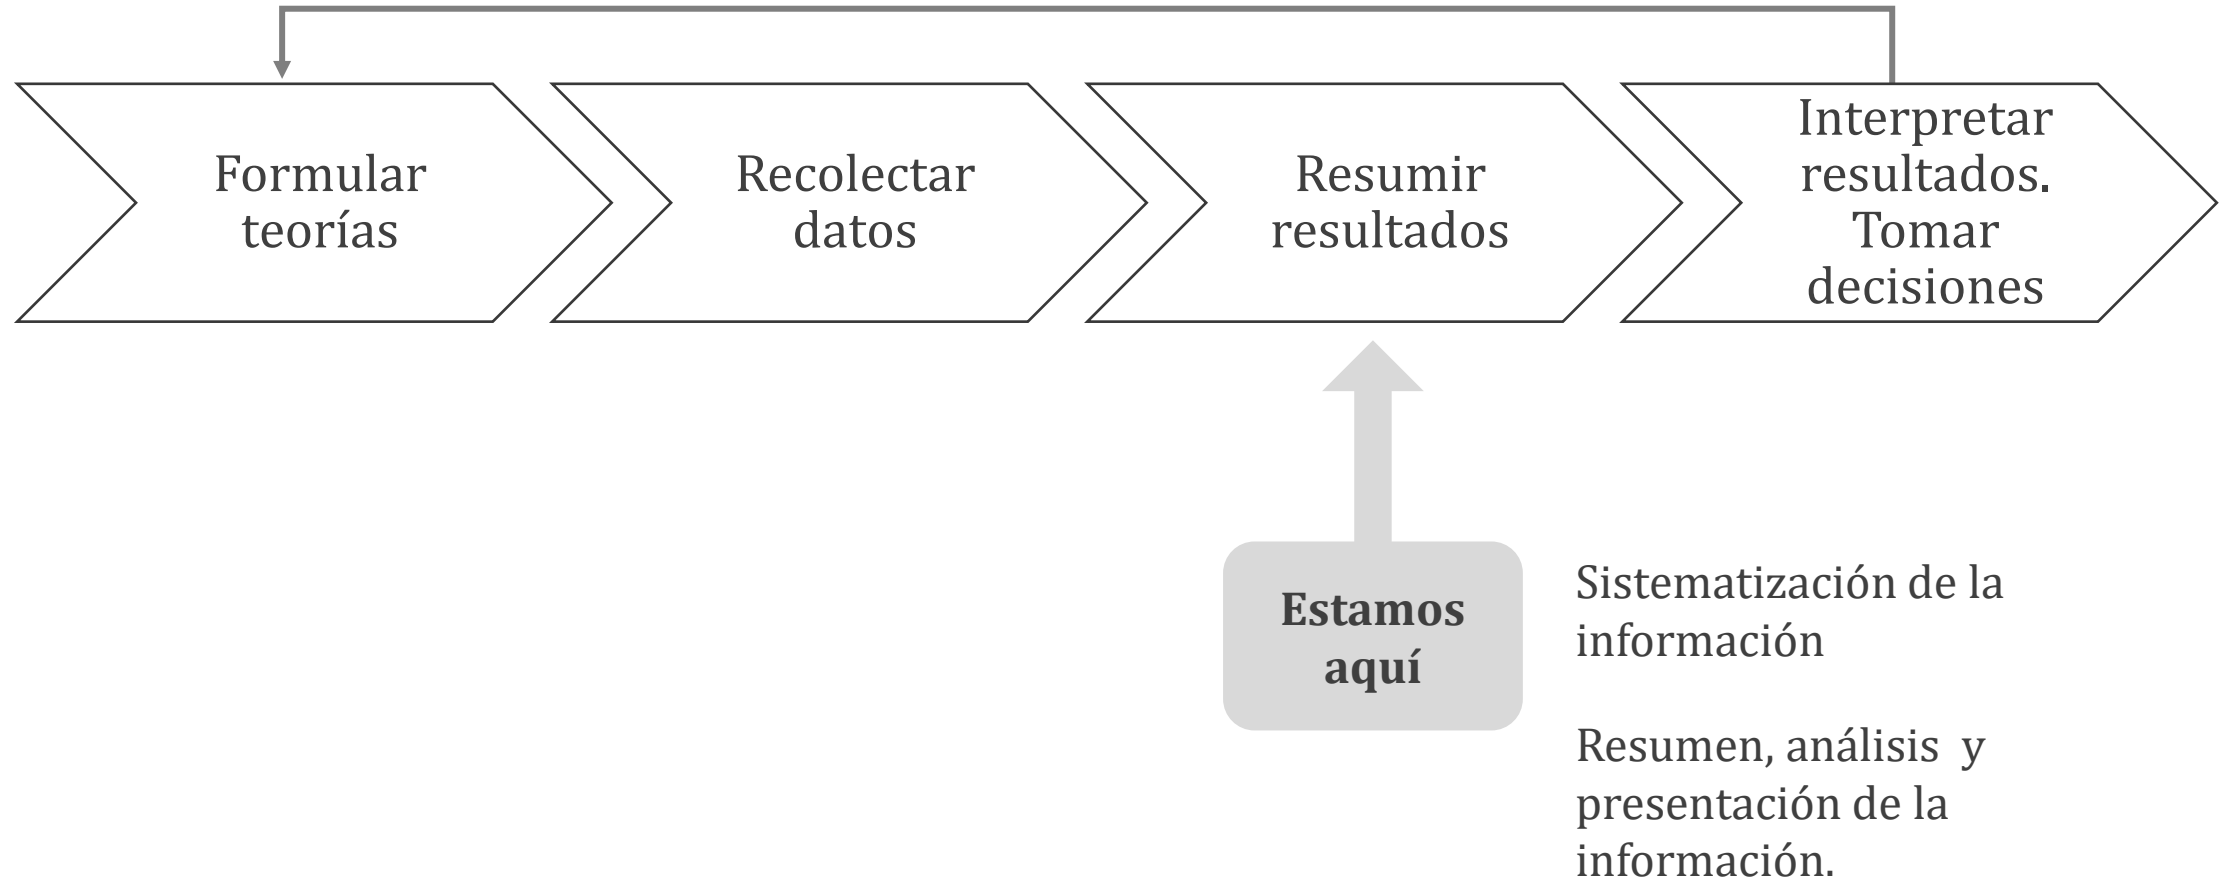 Formular
teorías
Recolectar
datos
Resumir
resultados
Interpretar
resultados.
Tomar
decisiones
Estamos
aquí
Sistematización de la
información
Resumen, análisis  y
presentación de la
información.